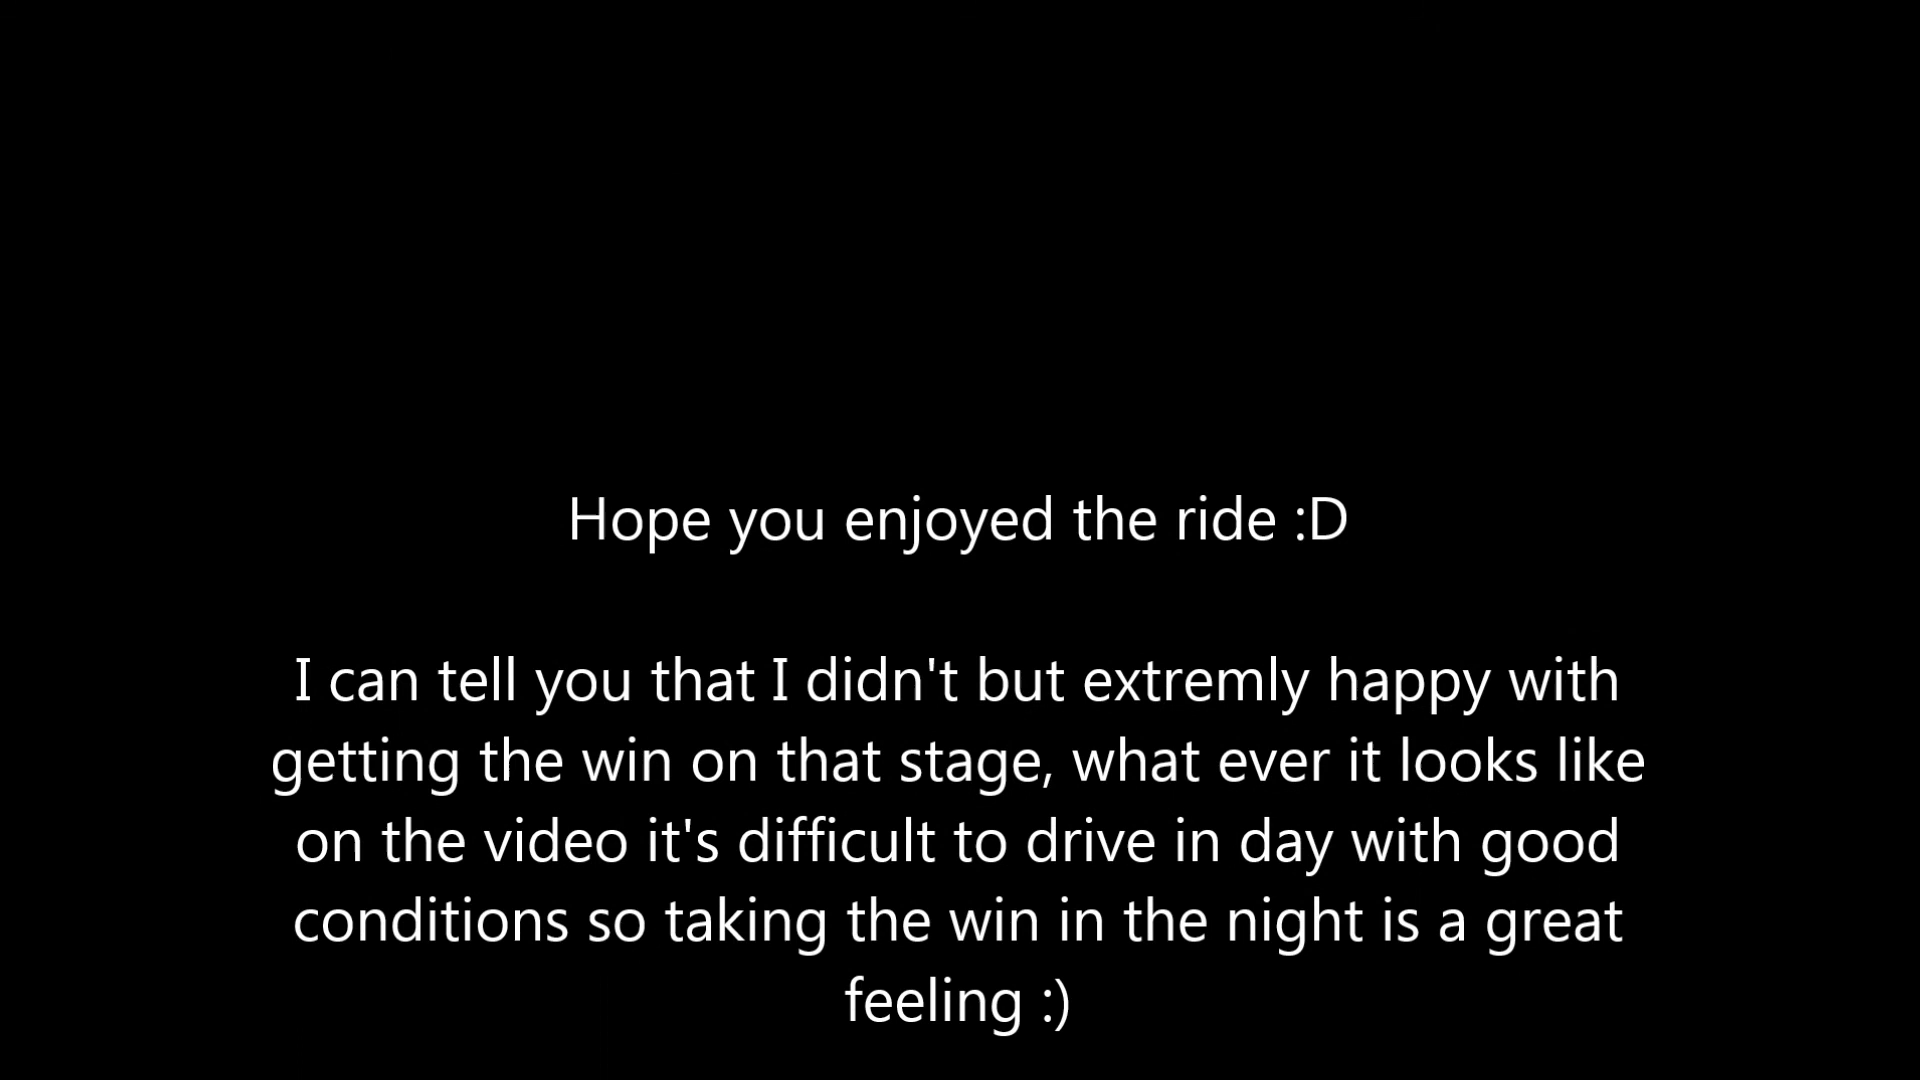 Hope you enjoyed the ride :D
I can tell you that I didn't but extremly happy with
getting the win on that stage, what ever it looks like
on the video it's difficult to drive in day with good
conditions so taking the win in the night is a great
feeling :)